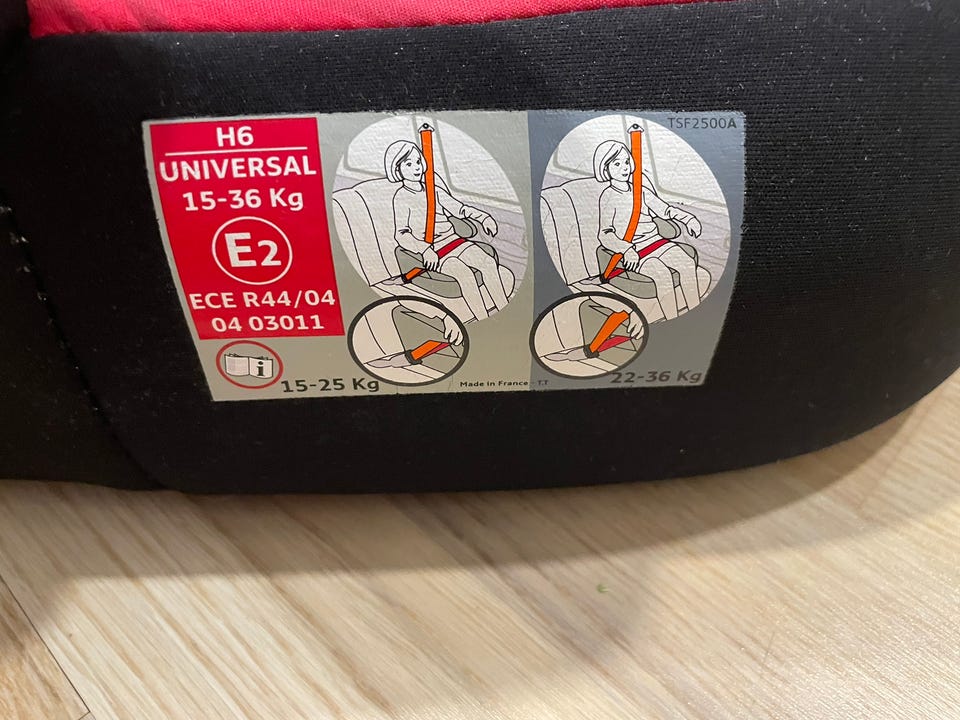 H6
UNIVERSAL
15-36 Kg
E2
ECE R44/04
04 03011
i
15-25 Kg
Made in France - T.T
TSF2500A
22-36 Kg